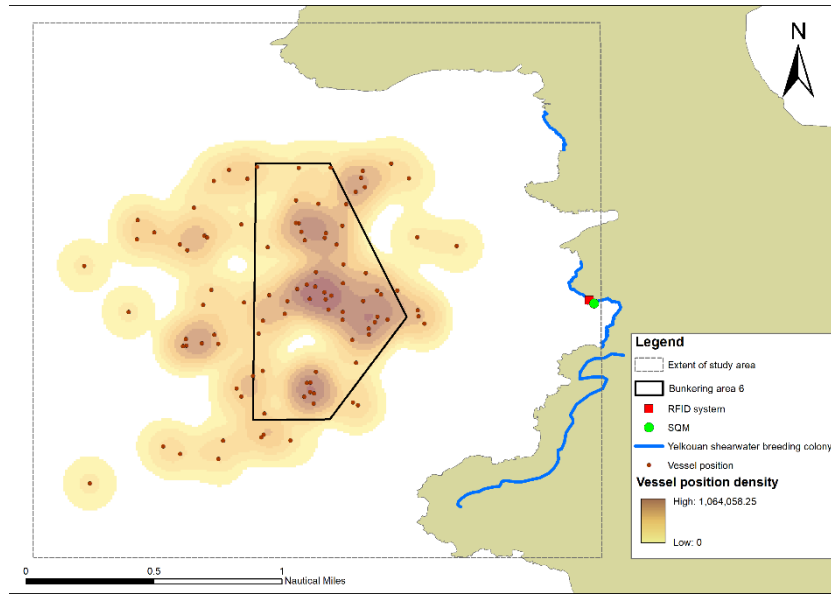 N
Legend
Extent of study area
Bunkering area 6
RFID system
SQM
Yelkouan shearwater breeding colony
Vessel position
Vessel position density
High: 1,064,058.25
Low: 0
0 0.5 1
Nautical Miles